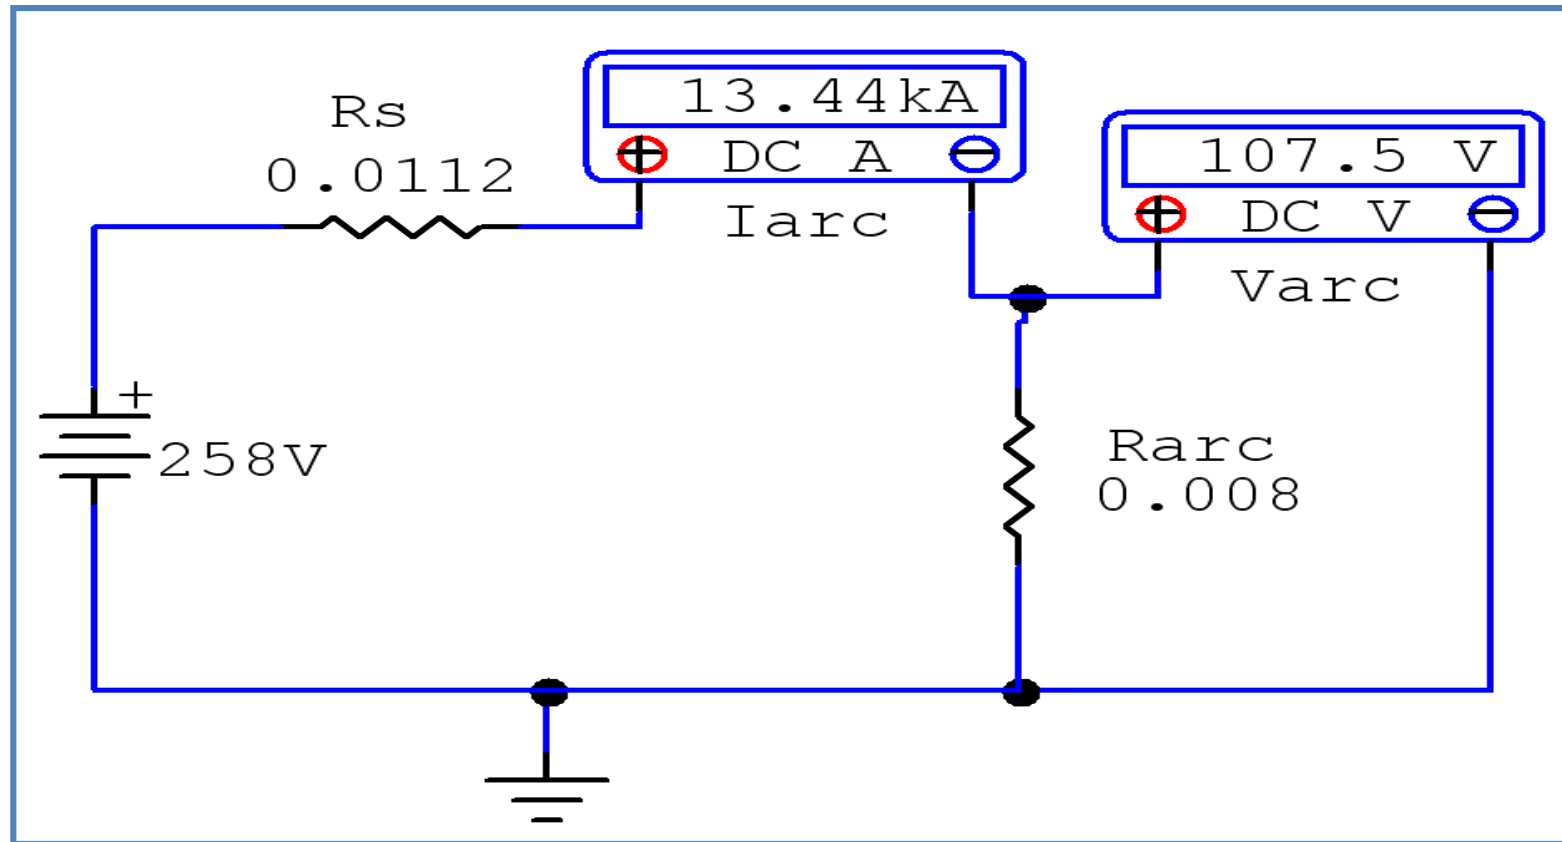 Rs
0.0112
13.44kA
DC A
Iarc
107.5 V
DC V
Varc
+
258V
Rarc
0.008